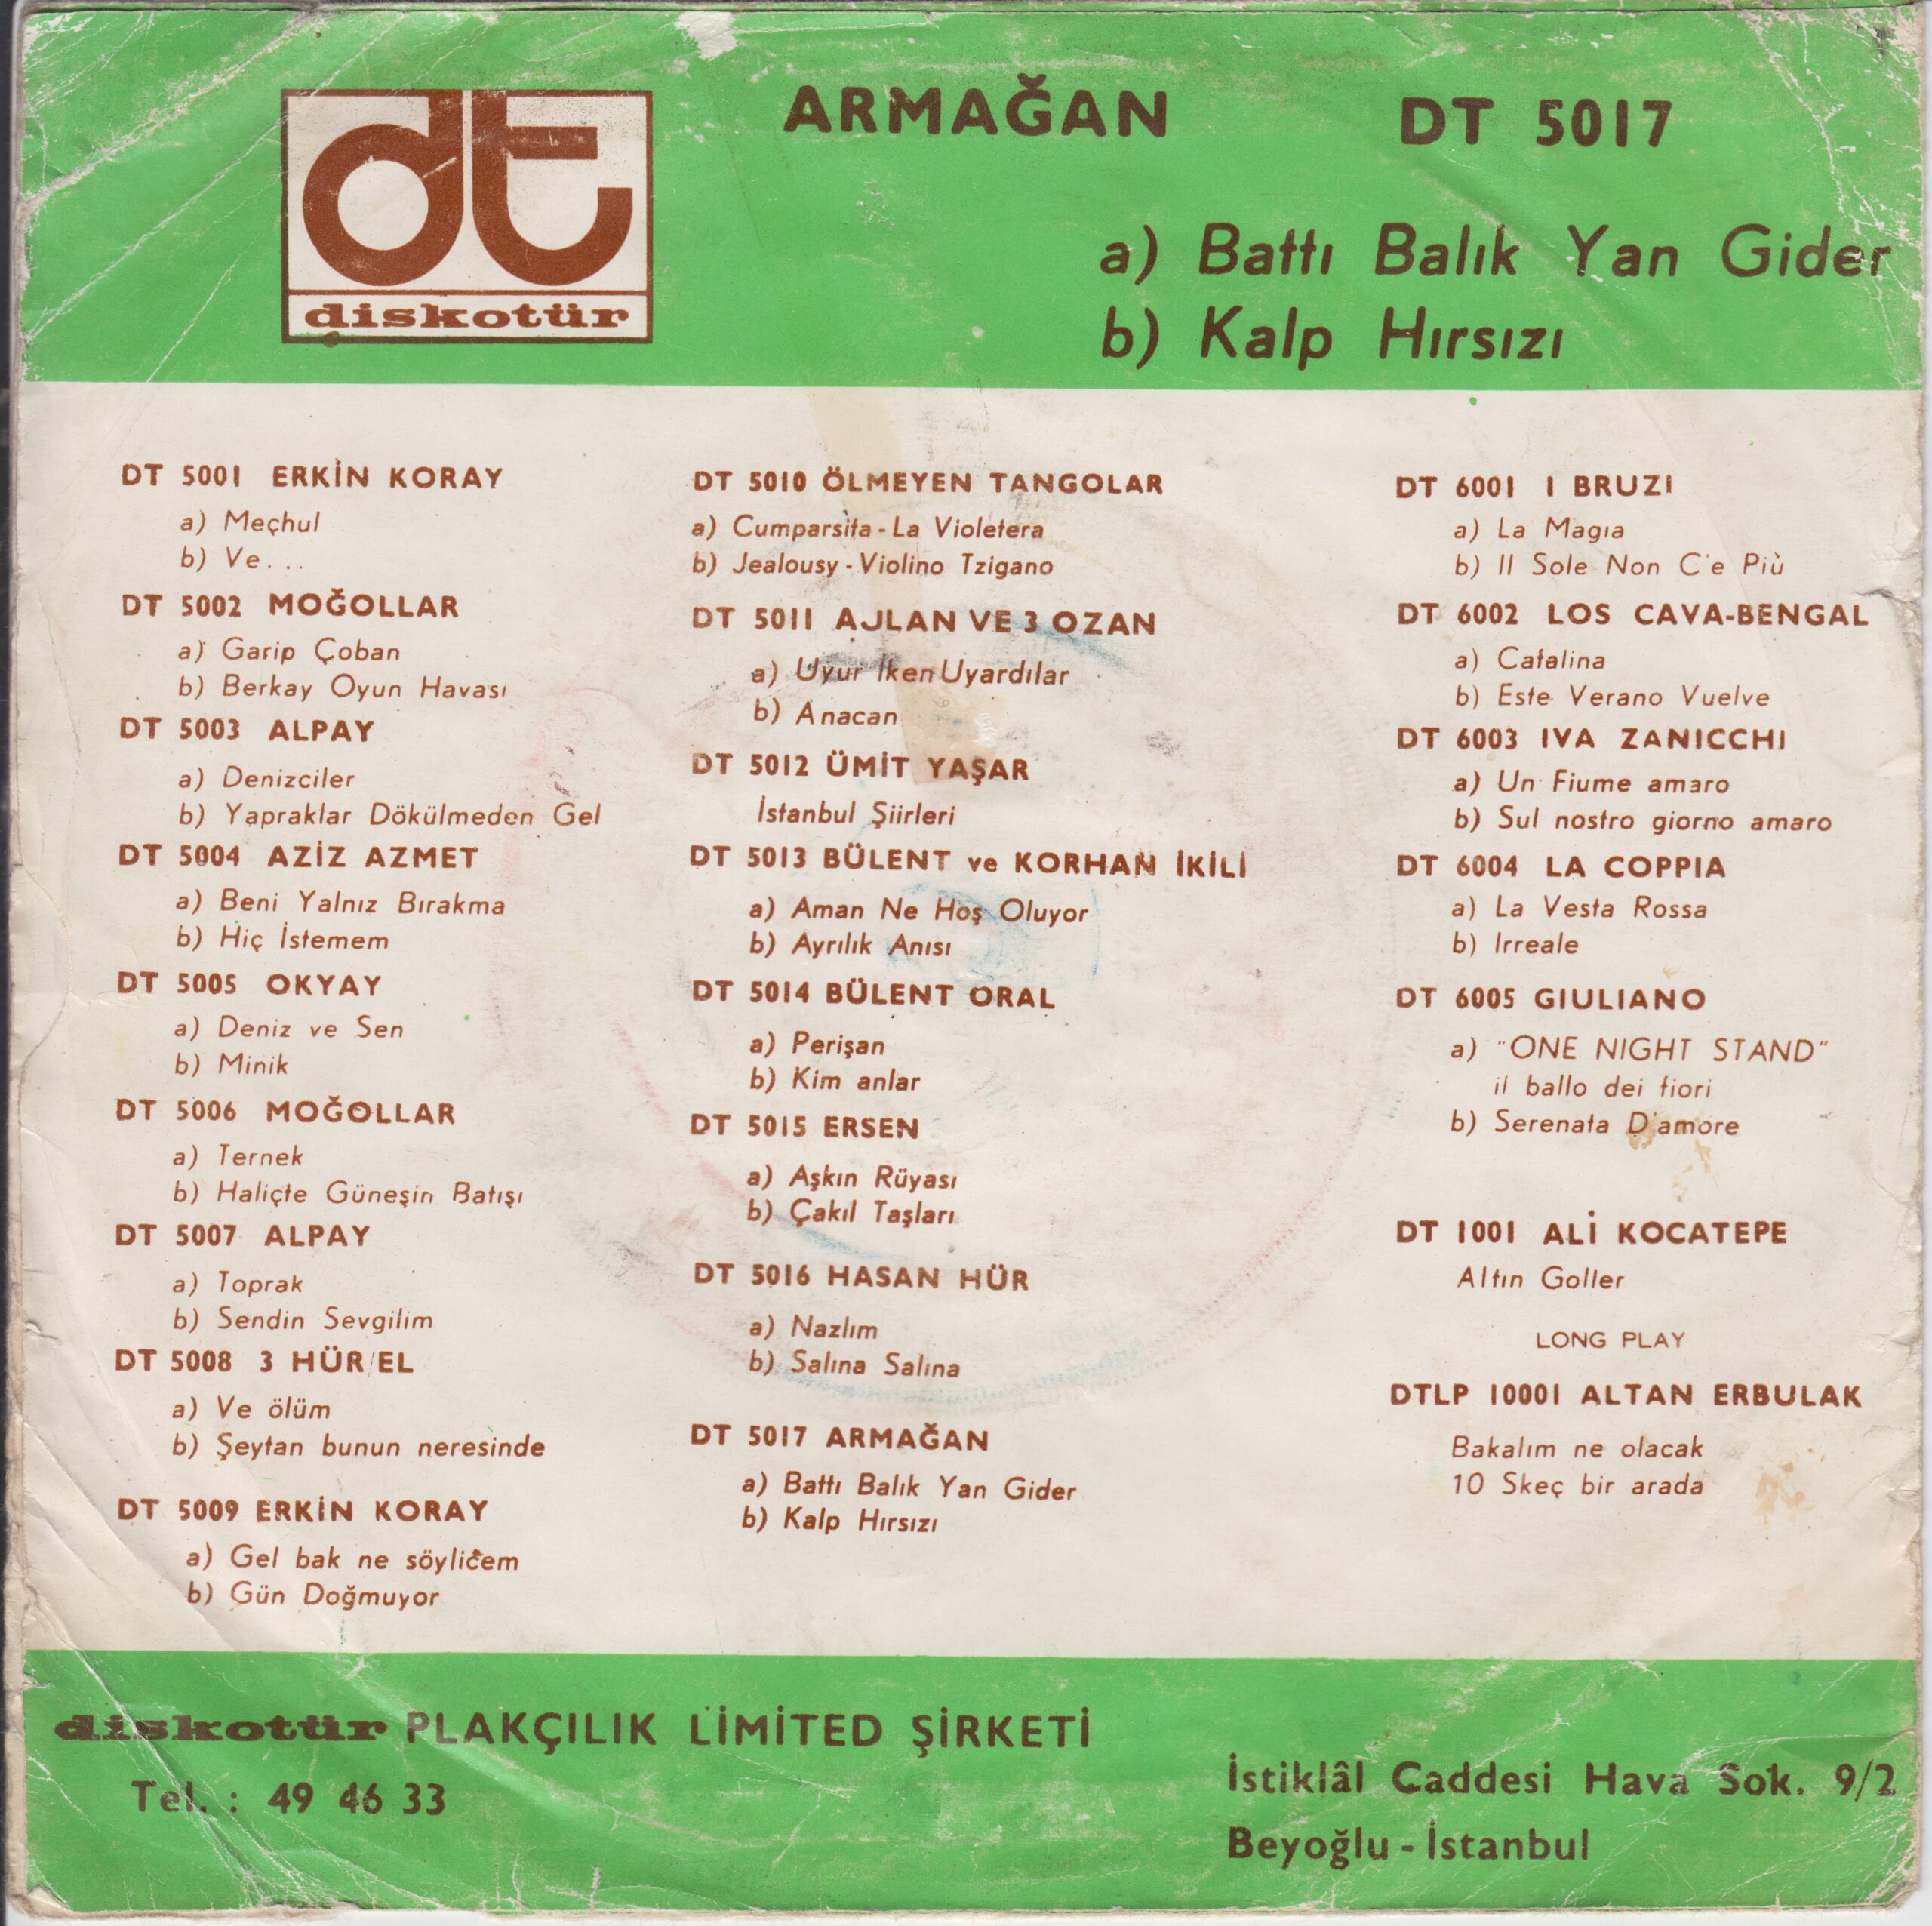 dt
diskotür
ARMAĞAN DT 5017
a) Battı Balık Yan Gider
b) Kalp Hırsızı
DT 5001 ERKİN KORAY
a) Meçhul
b) Ve...
DT 5002 MOĞOLLAR
a) Garip Çoban
b) Berkay Oyun Havası
DT 5003 ALPAY
a) Denizciler
b) Yapraklar Dökülmeden Gel
DT 5004 AZİZ AZMET
a) Beni Yalnız Bırakma
b) Hiç İstemem
DT 5005 OKYAY
a) Deniz ve Sen
b) Minik
DT 5006 MOĞOLLAR
a) Ternek
b) Haliçte Güneşin Batışı
DT 5007 ALPAY
a) Toprak
b) Sendin Sevgilim
DT 5008 3 HÜR/EL
a) Ve ölüm
b) Şeytan bunun neresinde
DT 5009 ERKİN KORAY
a) Gel bak ne söylicem
b) Gün Doğmuyor
DT 5010 ÖLMEYEN TANGOLAR
a) Cumparsita - La Violetera
b) Jealousy - Violino Tzigano
DT 5011 AJLAN VE 3 OZAN
a) Uyur İken Uyardılar
b) Anacan
DT 5012 ÜMİT YAŞAR
İstanbul Şiirleri
DT 5013 BÜLENT ve KORHAN İKİLİ
a) Aman Ne Hoş Oluyor
b) Ayrılık Anısı
DT 5014 BÜLENT ORAL
a) Perişan
b) Kim anlar
DT 5015 ERSEN
a) Aşkın Rüyası
b) Çakıl Taşları
DT 5016 HASAN HÜR
a) Nazlım
b) Salına Salına
DT 5017 ARMAĞAN
a) Battı Balık Yan Gider
b) Kalp Hırsızı
DT 6001 I BRUZI
a) La Magıa
b) Il Sole Non C'e Più
DT 6002 LOS CAVA-BENGAL
a) Catalina
b) Este Verano Vuelve
DT 6003 IVA ZANICCHI
a) Un Fiume amaro
b) Sul nostro giorno amaro
DT 6004 LA COPPIA
a) La Vesta Rossa
b) Irreale
DT 6005 GIULIANO
a) "ONE NIGHT STAND"
il ballo dei fiori
b) Serenata D'amore
DT 1001 ALİ KOCATEPE
Altın Goller
LONG PLAY
DTLP 10001 ALTAN ERBULAK
Bakalım ne olacak
10 Skeç bir arada
diskotür PLAKÇILIK LİMİTED ŞİRKETİ
Tel. : 49 46 33
İstiklâl Caddesi Hava Sok. 9/2
Beyoğlu - İstanbul